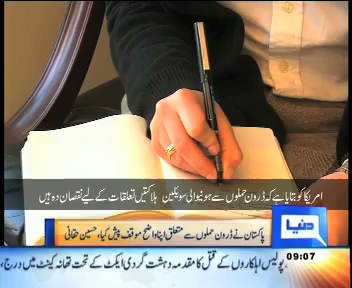 امریکا کو بتایا ہے کہ ڈرون حملوں سے ہونیوالی سویلین ہلاکتیں تعلقات کے لیے نقصان دہ ہیں
پاکستان نے ڈرون حملوں سے متعلق اپنا واضح موقف پیش کیا، حسین حقانی
دنیا
09:07
، پولیس اہلکاروں کے قتل کا مقدمہ دہشت گردی ایکٹ کے تحت تھانہ کینٹ میں درج،